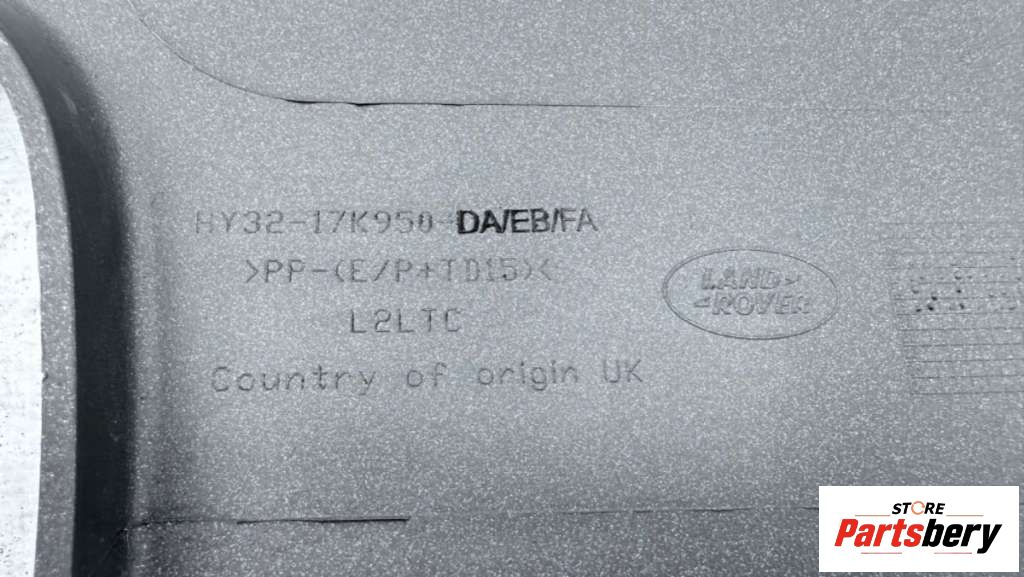 HY32-17K950-DA/EB/FA
>PP-(E/P+TD15)<
L2LTC
Country of origin UK
LAND
ROVER
STORE
Partsbery